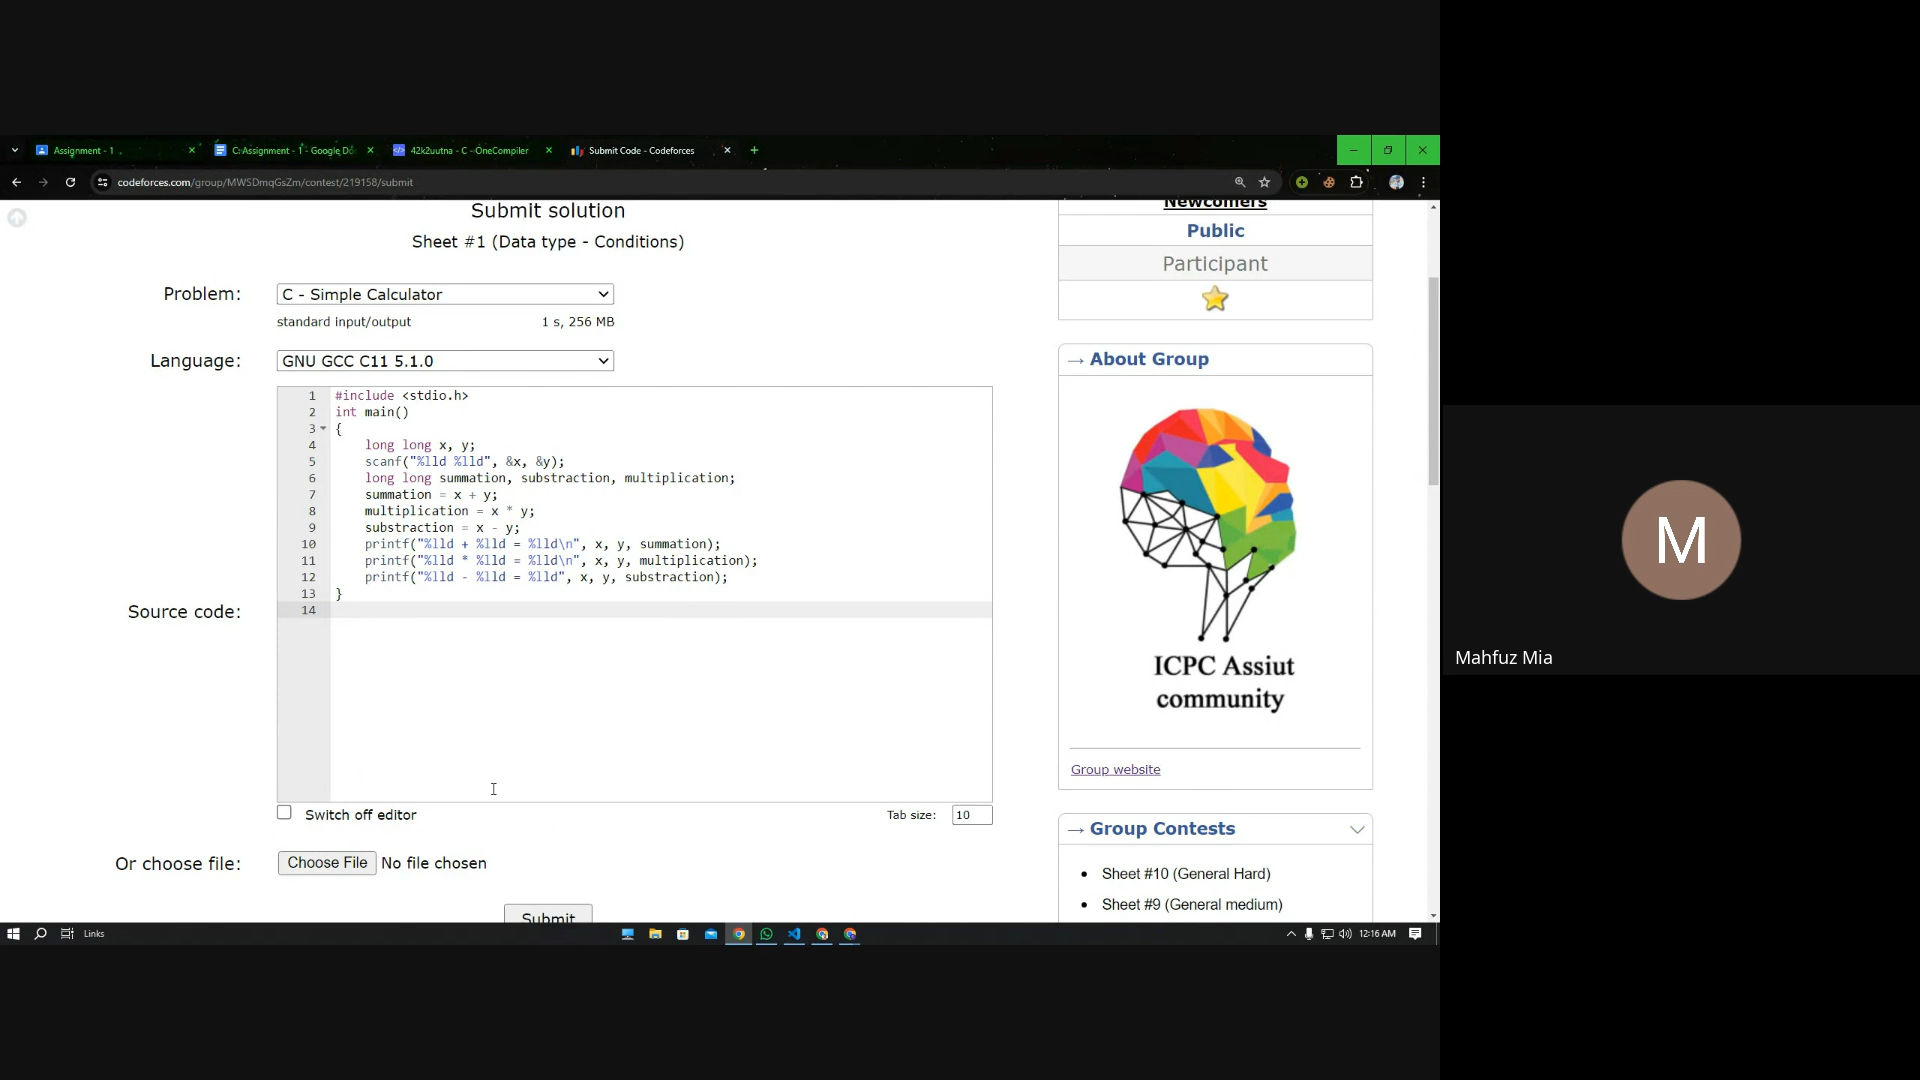 Assignment - 1
C:Assignment - 1 - Google Do
42k2uutna - C - OneCompiler
Submit Code - Codeforces
codeforces.com/group/MWSDmqGsZm/contest/219158/submit
Submit solution
Sheet #1 (Data type - Conditions)
Problem:
C - Simple Calculator
standard input/output
1 s, 256 MB
Language:
GNU GCC C11 5.1.0
Source code:
1 #include <stdio.h>
2 int main()
3 {
4 long long x, y;
5 scanf("%lld %lld", &x, &y);
6 long long summation, substraction, multiplication;
7 summation = x + y;
8 multiplication = x * y;
9 substraction = x - y;
10 printf("%lld + %lld = %lld\n", x, y, summation);
11 printf("%lld * %lld = %lld\n", x, y, multiplication);
12 printf("%lld - %lld = %lld", x, y, substraction);
13 }
14
Switch off editor
Tab size:
10
Or choose file:
Choose File No file chosen
Submit
Newcomers
Public
Participant
→ About Group
ICPC Assiut
community
Group website
→ Group Contests
Sheet #10 (General Hard)
Sheet #9 (General medium)
Links
12:16 AM
M
Mahfuz Mia